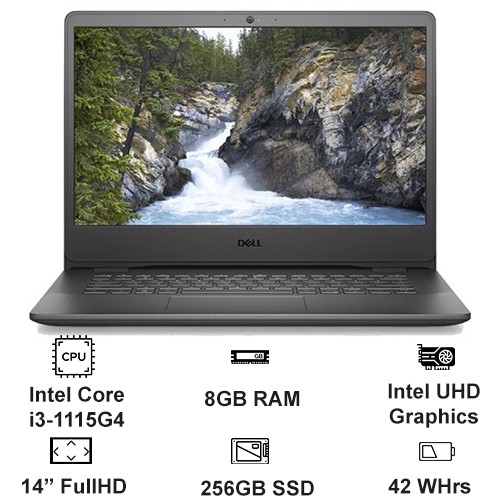 DELL
CPU
GB
Intel Core
i3-1115G4
8GB RAM
Intel UHD
Graphics
14” FullHD
256GB SSD
42 WHrs